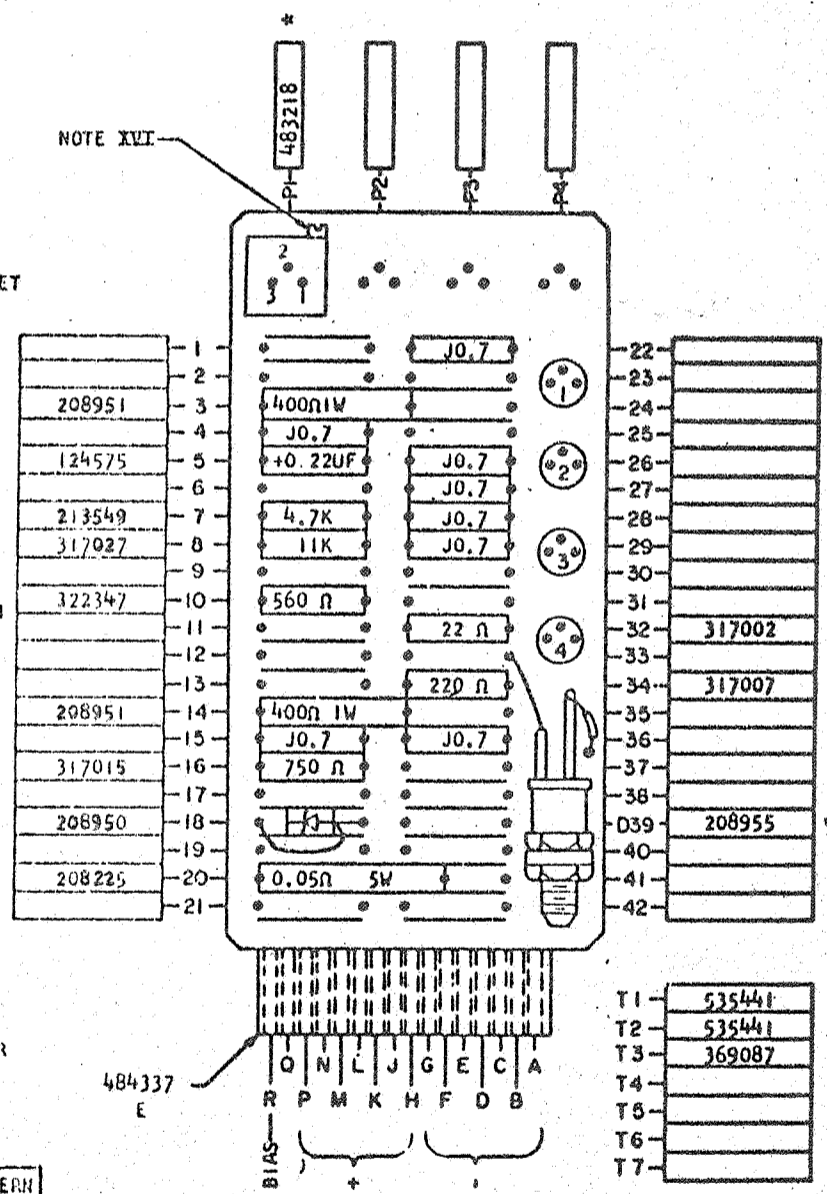 *
483218
NOTE XVI
P1
P2
P3
P4
2
3 1
ET
1 J0.7 22
2 23
1
208951 3 400Ω1W 24
4 J0.7 25
124575 5 +0.22UF J0.7 26
2
6 J0.7 27
213549 7 4.7K J0.7 28
317027 8 11K J0.7 29
3
9 30
322347 10 560 Ω 31
11 22 Ω 32 317002
4
12 33
13 220 Ω 34 317007
208951 14 400Ω 1W 35
15 J0.7 J0.7 36
317015 16 750 Ω 37
17 38
208950 18 D39 208955
19 40
208225 20 0.05Ω 5W 41
21 42
T1 535441
T2 535441
T3 369087
T4
T5
T6
T7
R
484337
E
Q N L J G E C A
R P M K H F D B
BIAS
+
ERN